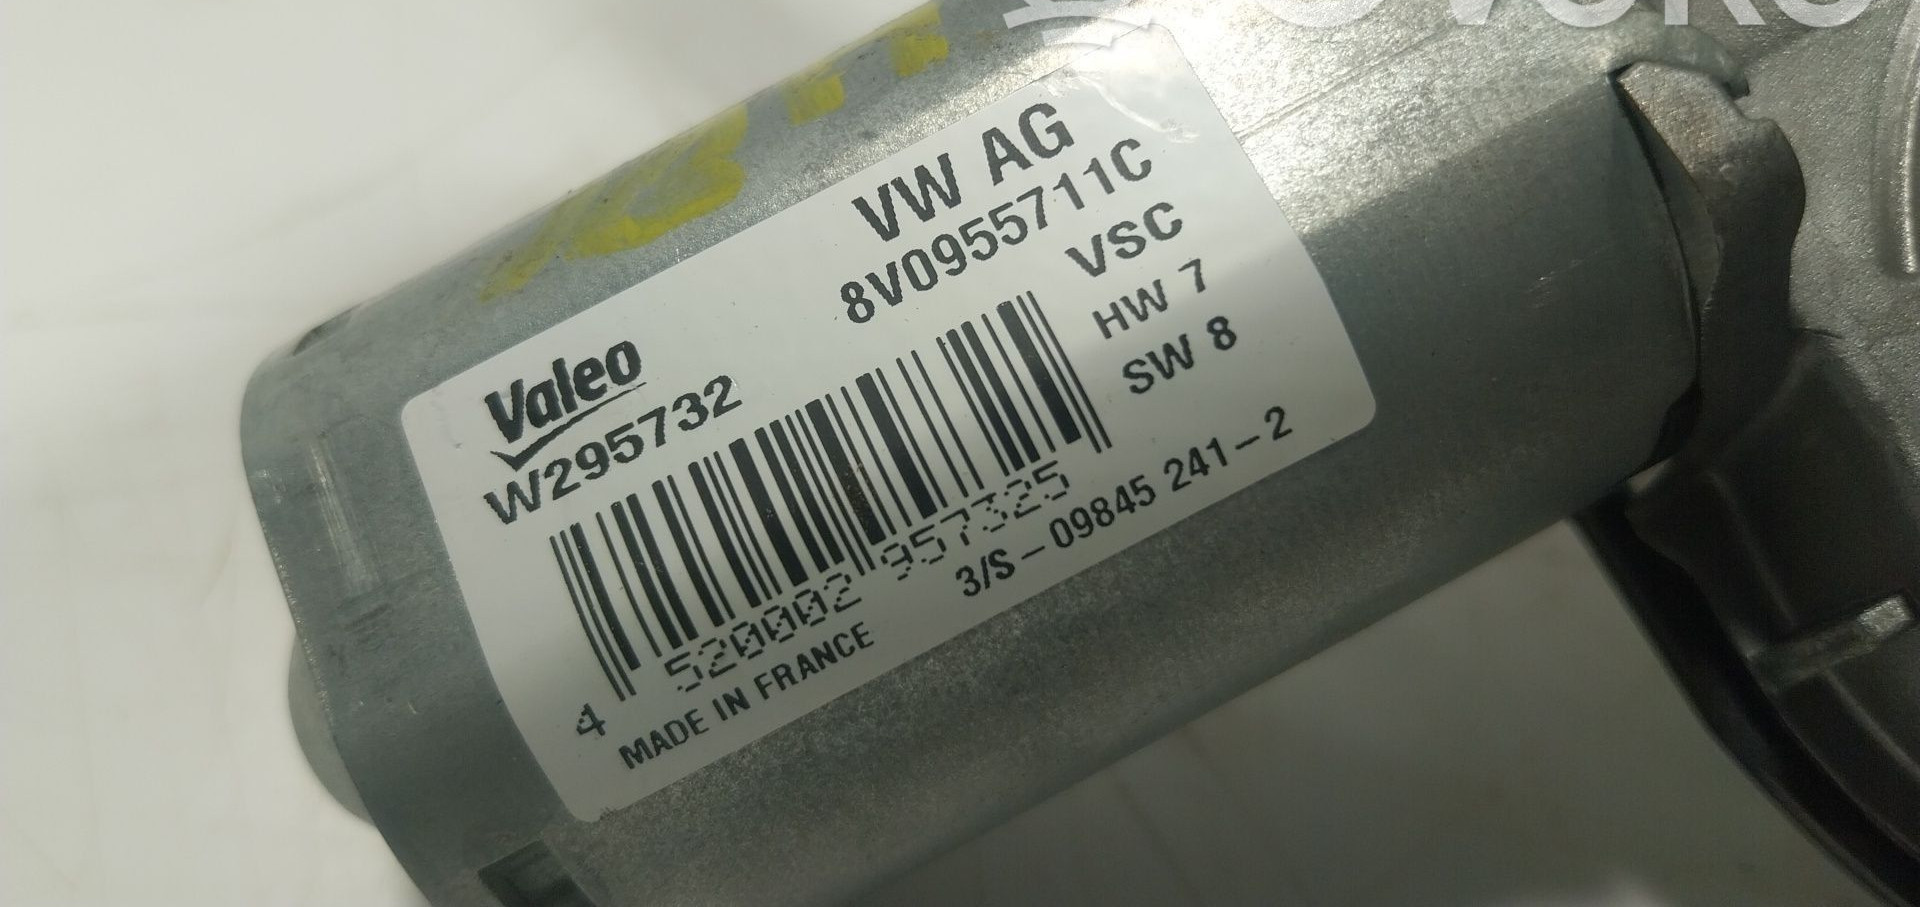 VW AG
8V0955711C
VSC
HW 7
SW 8
Valeo
W295732
4 520002 957325
3/S-09845 241-2
MADE IN FRANCE